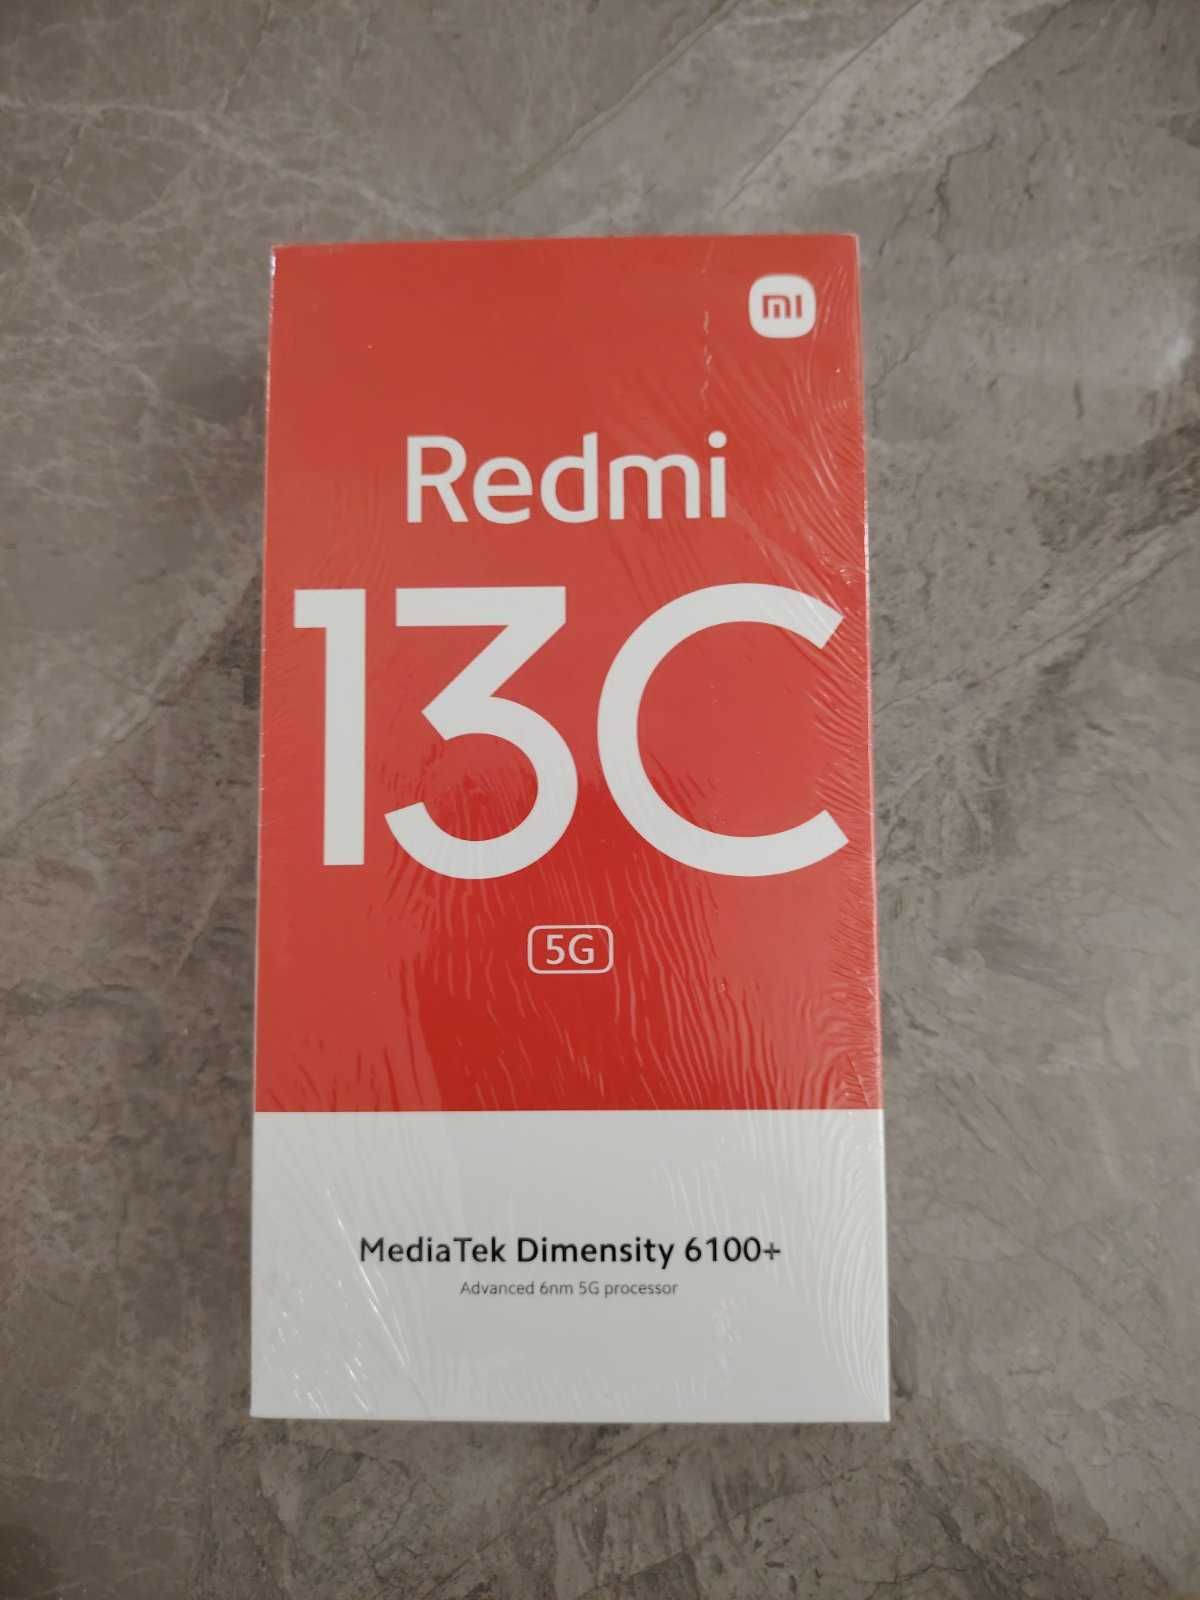 mi
Redmi
13C
5G
MediaTek Dimensity 6100+
Advanced 6nm 5G processor